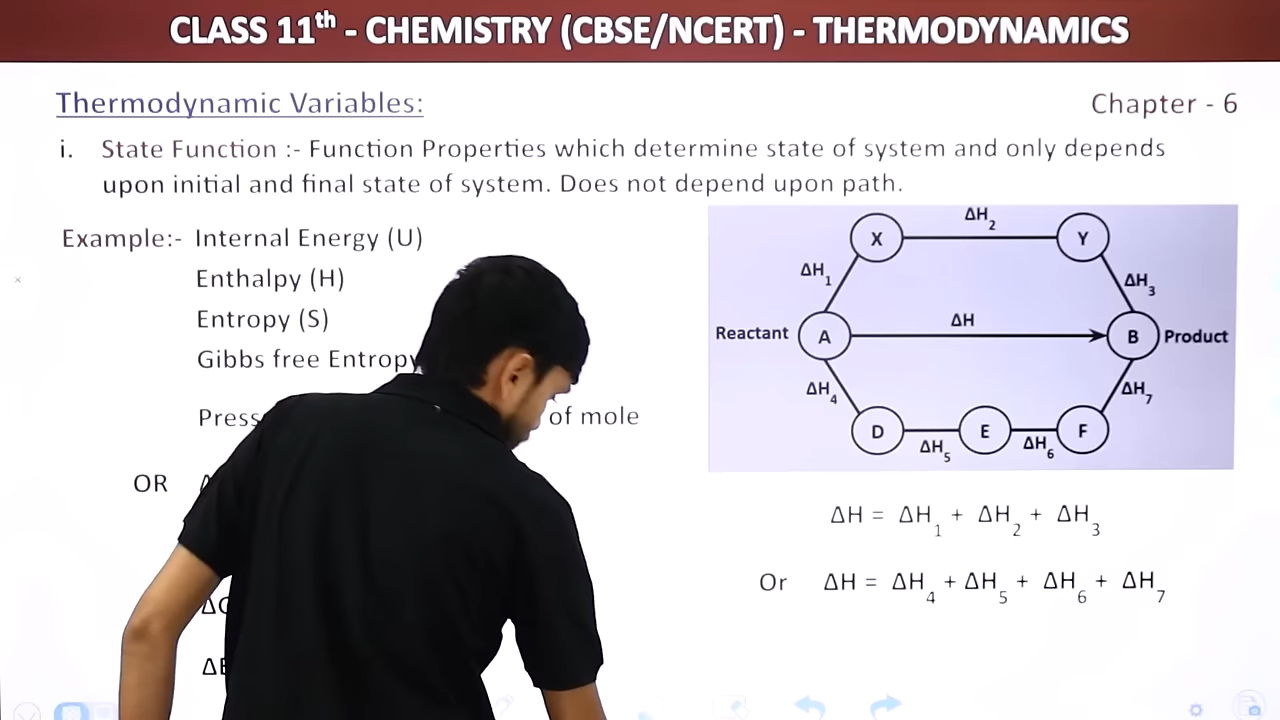 CLASS 11th - CHEMISTRY (CBSE/NCERT) - THERMODYNAMICS
Thermodynamic Variables:
Chapter - 6
i. State Function :- Function Properties which determine state of system and only depends
upon initial and final state of system. Does not depend upon path.
Example:- Internal Energy (U)
Enthalpy (H)
Entropy (S)
Gibbs free Entropy
of mole
OR
ΔH2
X
Y
ΔH1
ΔH3
ΔH
Reactant
A
B
Product
ΔH4
ΔH7
D
E
F
ΔH5
ΔH6
ΔH = ΔH1 + ΔH2 + ΔH3
Or ΔH = ΔH4 + ΔH5 + ΔH6 + ΔH7